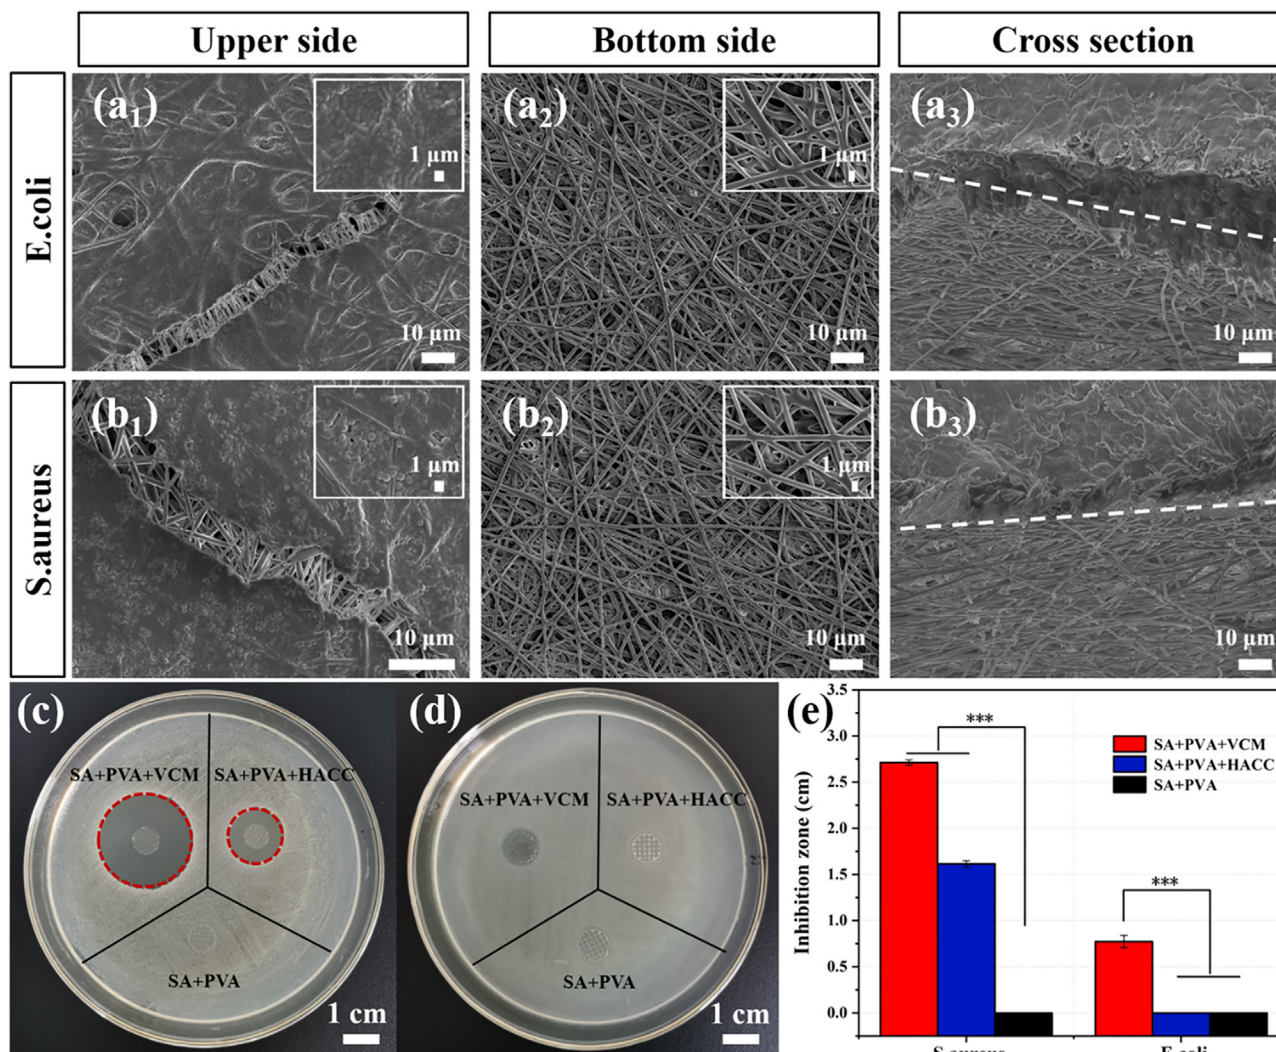 Upper side
Bottom side
Cross section
E.coli
(a1)
1 μm
10 μm
(a2)
1 μm
10 μm
(a3)
10 μm
S.aureus
(b1)
1 μm
10 μm
(b2)
1 μm
10 μm
(b3)
10 μm
(c)
SA+PVA+VCM
SA+PVA+HACC
SA+PVA
1 cm
(d)
SA+PVA+VCM
SA+PVA+HACC
SA+PVA
1 cm
(e)
Inhibition zone (cm)
3.5
3.0
2.5
2.0
1.5
1.0
0.5
0.0
***
***
SA+PVA+VCM
SA+PVA+HACC
SA+PVA